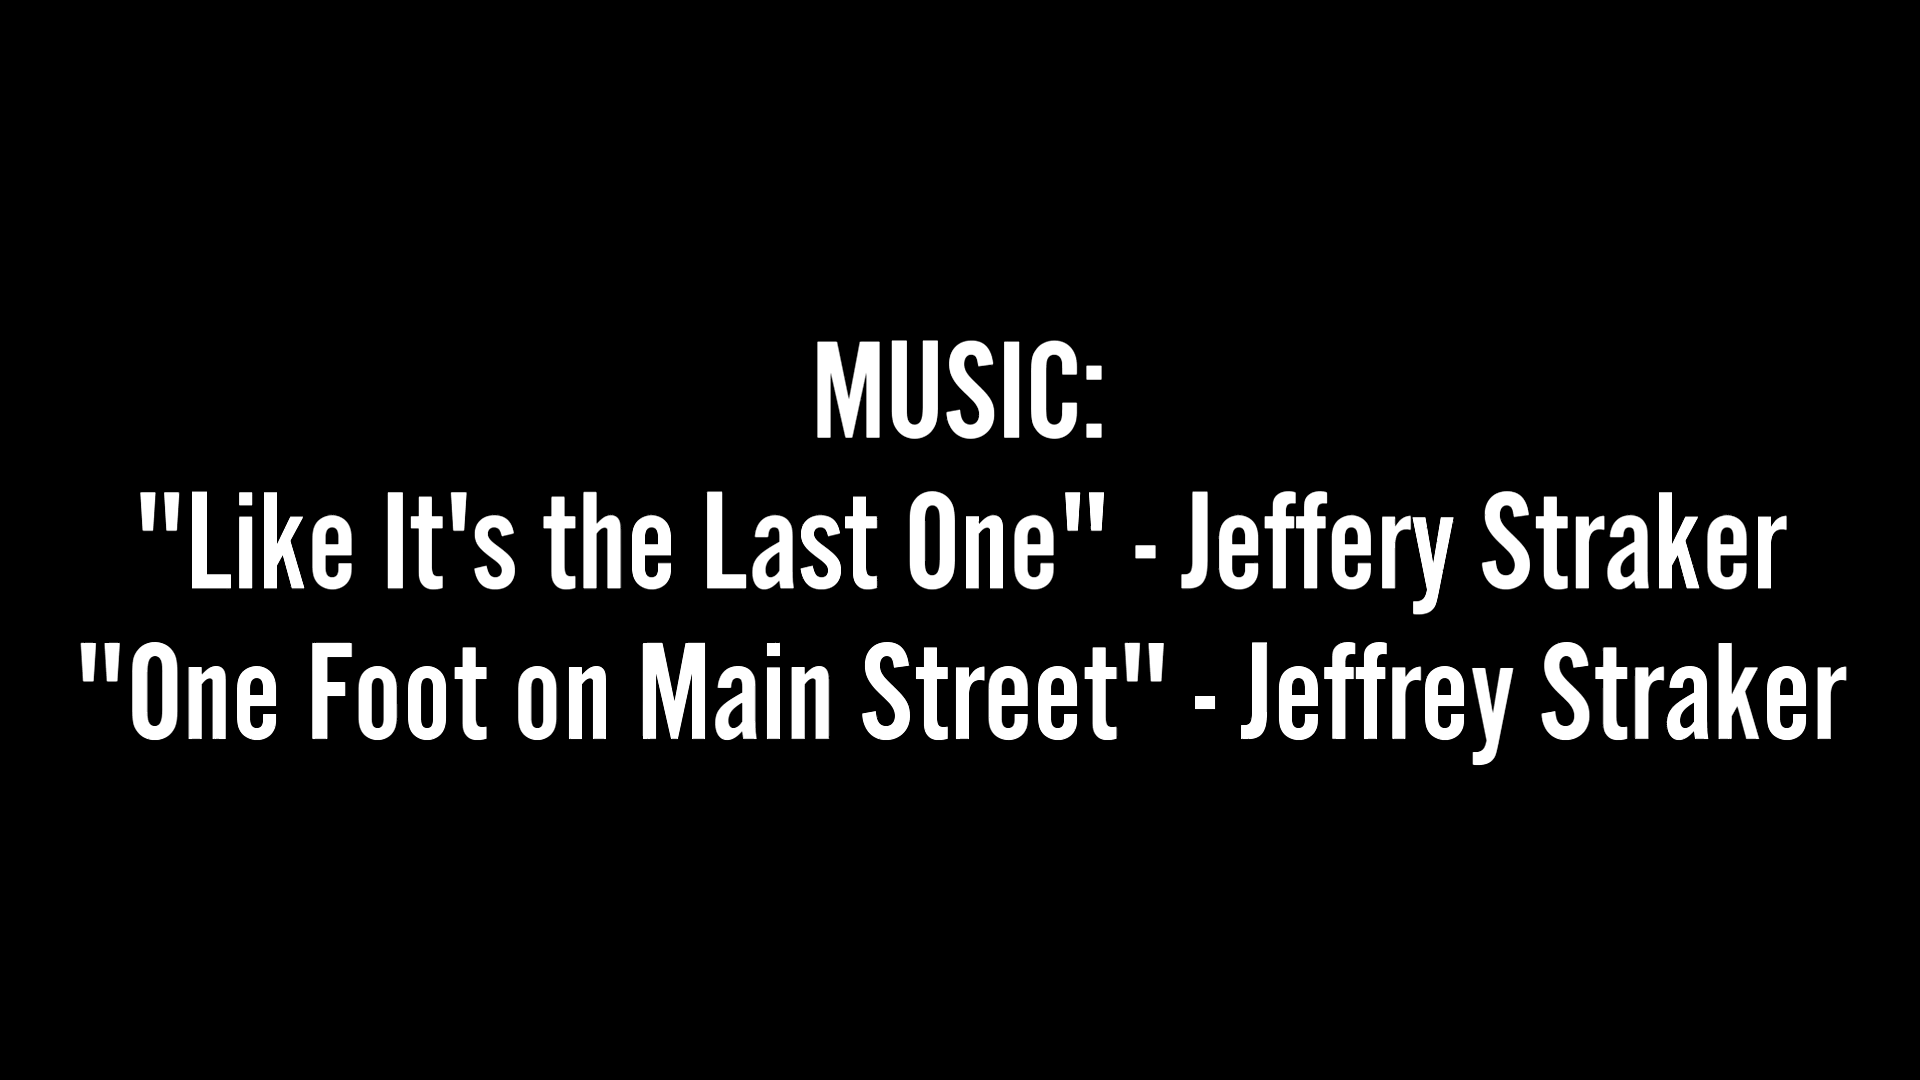 MUSIC:
"Like It's the Last One" - Jeffery Straker
"One Foot on Main Street" - Jeffrey Straker